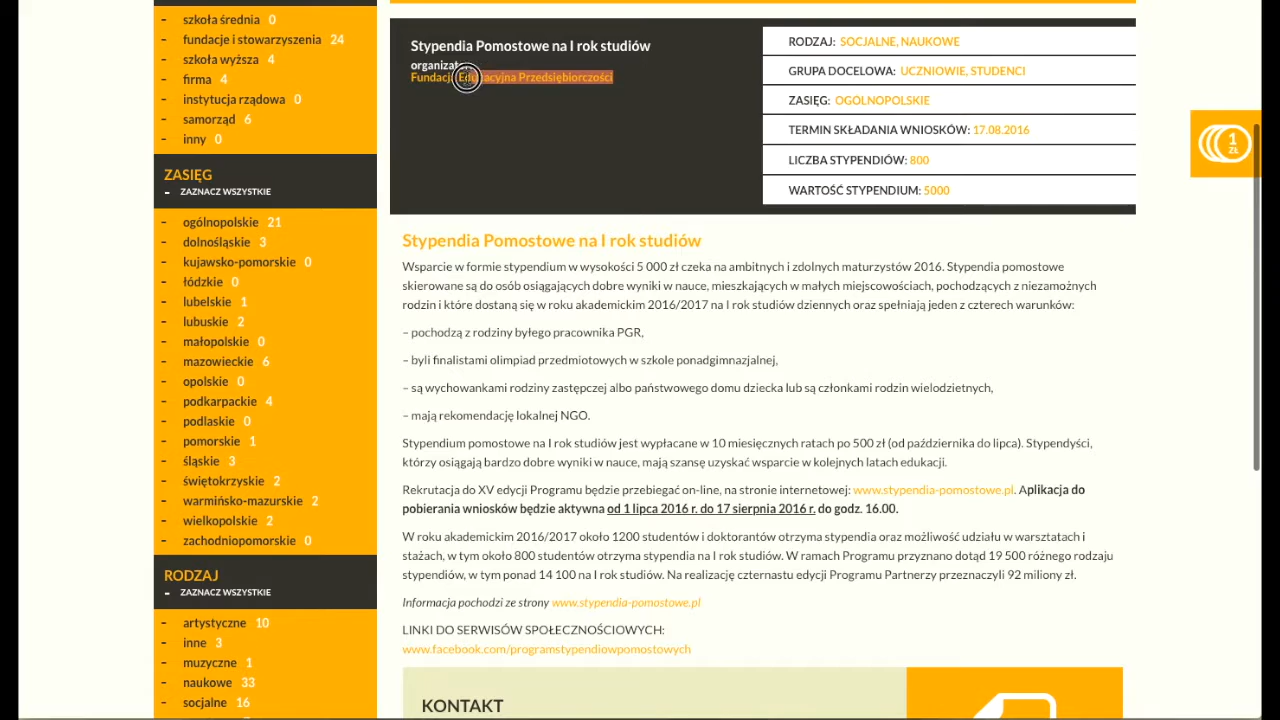 - szkoła średnia 0
- fundacje i stowarzyszenia 24
- szkoła wyższa 4
- firma 4
- instytucja rządowa 0
- samorząd 6
- inny 0
ZASIĘG
- ZAZNACZ WSZYSTKIE
- ogólnopolskie 21
- dolnośląskie 3
- kujawsko-pomorskie 0
- łódzkie 0
- lubelskie 1
- lubuskie 2
- małopolskie 0
- mazowieckie 6
- opolskie 0
- podkarpackie 4
- podlaskie 0
- pomorskie 1
- śląskie 3
- świętokrzyskie 2
- warmińsko-mazurskie 2
- wielkopolskie 2
- zachodniopomorskie 0
RODZAJ
- ZAZNACZ WSZYSTKIE
- artystyczne 10
- inne 3
- muzyczne 1
- naukowe 33
- socjalne 16
Stypendia Pomostowe na I rok studiów
organizator
Fundacja Edukacyjna Przedsiębiorczości
RODZAJ: SOCJALNE, NAUKOWE
GRUPA DOCELOWA: UCZNIOWIE, STUDENCI
ZASIĘG: OGÓLNOPOLSKIE
TERMIN SKŁADANIA WNIOSKÓW: 17.08.2016
LICZBA STYPENDIÓW: 800
WARTOŚĆ STYPENDIUM: 5000
1
ZŁ
Stypendia Pomostowe na I rok studiów
Wsparcie w formie stypendium w wysokości 5 000 zł czeka na ambitnych i zdolnych maturzystów 2016. Stypendia pomostowe
skierowane są do osób osiągających dobre wyniki w nauce, mieszkających w małych miejscowościach, pochodzących z niezamożnych
rodzin i które dostaną się w roku akademickim 2016/2017 na I rok studiów dziennych oraz spełniają jeden z czterech warunków:
– pochodzą z rodziny byłego pracownika PGR,
– byli finalistami olimpiad przedmiotowych w szkole ponadgimnazjalnej,
– są wychowankami rodziny zastępczej albo państwowego domu dziecka lub są członkami rodzin wielodzietnych,
– mają rekomendację lokalnej NGO.
Stypendium pomostowe na I rok studiów jest wypłacane w 10 miesięcznych ratach po 500 zł (od października do lipca). Stypendyści,
którzy osiągają bardzo dobre wyniki w nauce, mają szansę uzyskać wsparcie w kolejnych latach edukacji.
Rekrutacja do XV edycji Programu będzie przebiegać on-line, na stronie internetowej: www.stypendia-pomostowe.pl. Aplikacja do
pobierania wniosków będzie aktywna od 1 lipca 2016 r. do 17 sierpnia 2016 r. do godz. 16.00.
W roku akademickim 2016/2017 około 1200 studentów i doktorantów otrzyma stypendia oraz możliwość udziału w warsztatach i
stażach, w tym około 800 studentów otrzyma stypendia na I rok studiów. W ramach Programu przyznano dotąd 19 500 różnego rodzaju
stypendiów, w tym ponad 14 100 na I rok studiów. Na realizację czternastu edycji Programu Partnerzy przeznaczyli 92 miliony zł.
Informacja pochodzi ze strony www.stypendia-pomostowe.pl
LINKI DO SERWISÓW SPOŁECZNOŚCIOWYCH:
www.facebook.com/programstypendiowpomostowych
KONTAKT